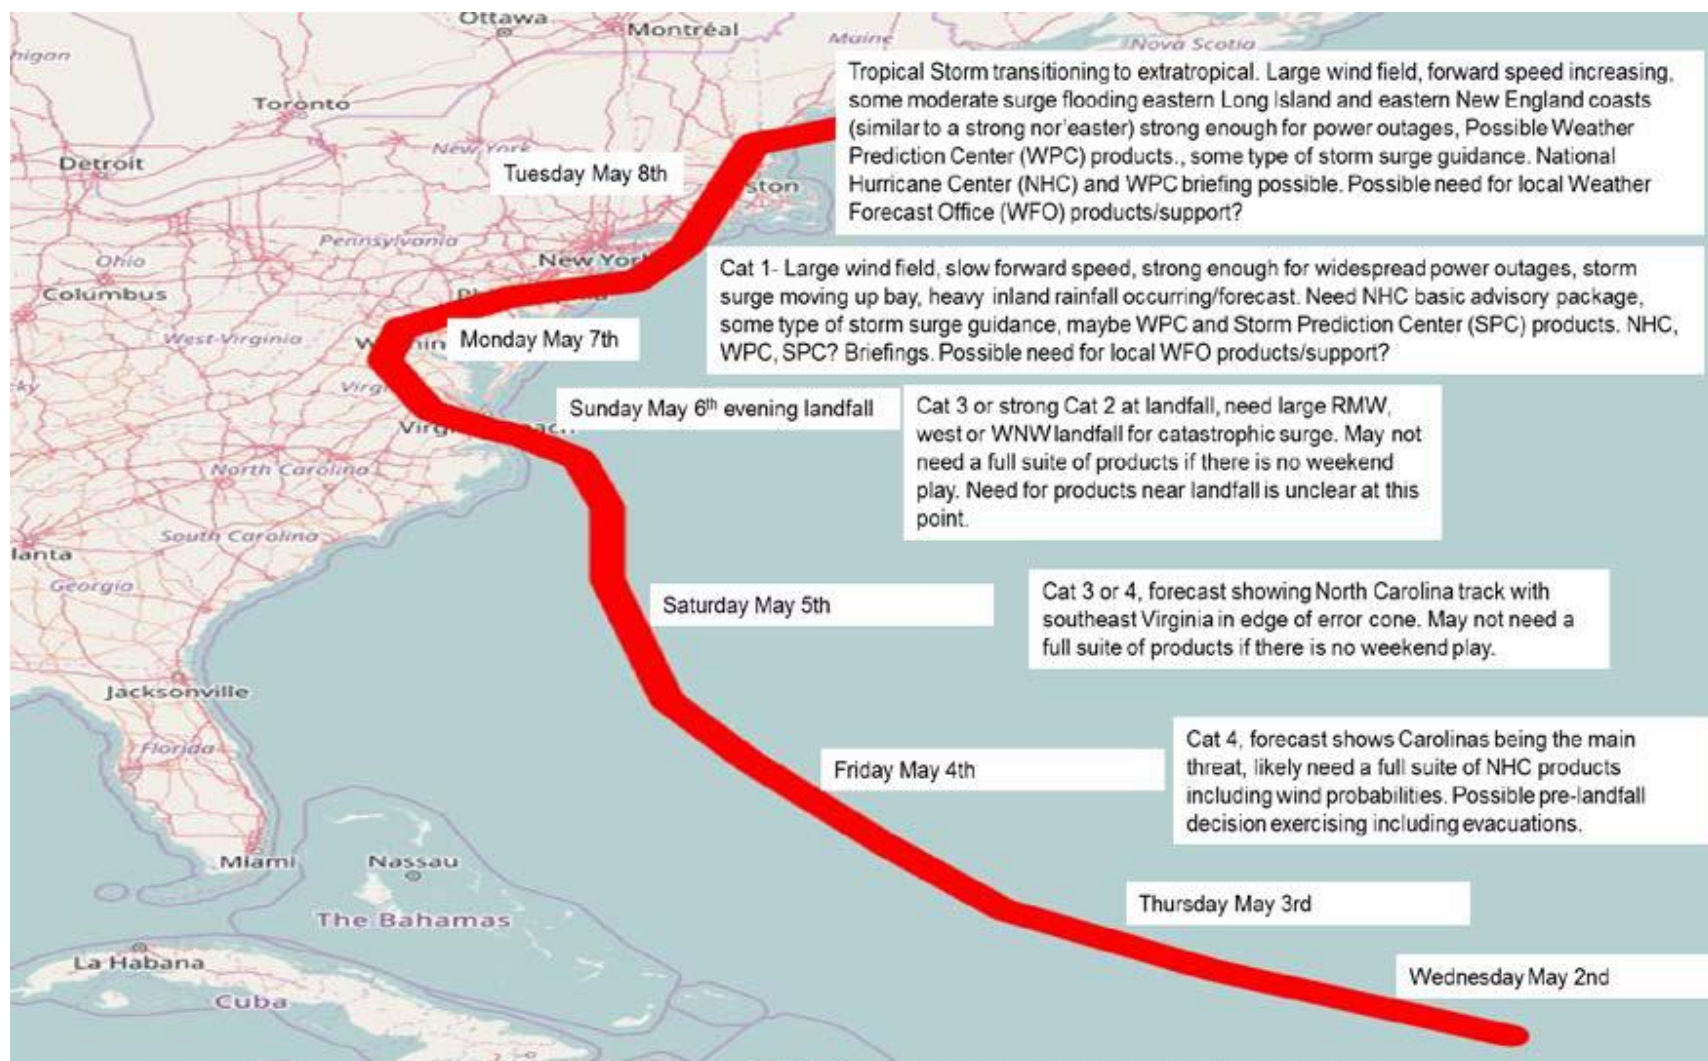 Ottawa
Montréal
Maine
Nova Scotia
higan
Toronto
Detroit
New York
Tuesday May 8th
ston
Tropical Storm transitioning to extratropical. Large wind field, forward speed increasing,
some moderate surge flooding eastern Long Island and eastern New England coasts
(similar to a strong nor'easter) strong enough for power outages, Possible Weather
Prediction Center (WPC) products., some type of storm surge guidance. National
Hurricane Center (NHC) and WPC briefing possible. Possible need for local Weather
Forecast Office (WFO) products/support?
Pennsylvania
Ohio
New York
Columbus
West Virginia
Monday May 7th
Cat 1- Large wind field, slow forward speed, strong enough for widespread power outages, storm
surge moving up bay, heavy inland rainfall occurring/forecast. Need NHC basic advisory package,
some type of storm surge guidance, maybe WPC and Storm Prediction Center (SPC) products. NHC,
WPC, SPC? Briefings. Possible need for local WFO products/support?
cky
Sunday May 6th evening landfall
Cat 3 or strong Cat 2 at landfall, need large RMW,
west or WNW landfall for catastrophic surge. May not
need a full suite of products if there is no weekend
play. Need for products near landfall is unclear at this
point.
North Carolina
South Carolina
lanta
Georgia
Saturday May 5th
Cat 3 or 4, forecast showing North Carolina track with
southeast Virginia in edge of error cone. May not need a
full suite of products if there is no weekend play.
Jacksonville
Florida
Friday May 4th
Cat 4, forecast shows Carolinas being the main
threat, likely need a full suite of NHC products
including wind probabilities. Possible pre-landfall
decision exercising including evacuations.
Miami
Nassau
The Bahamas
Thursday May 3rd
La Habana
Cuba
Wednesday May 2nd